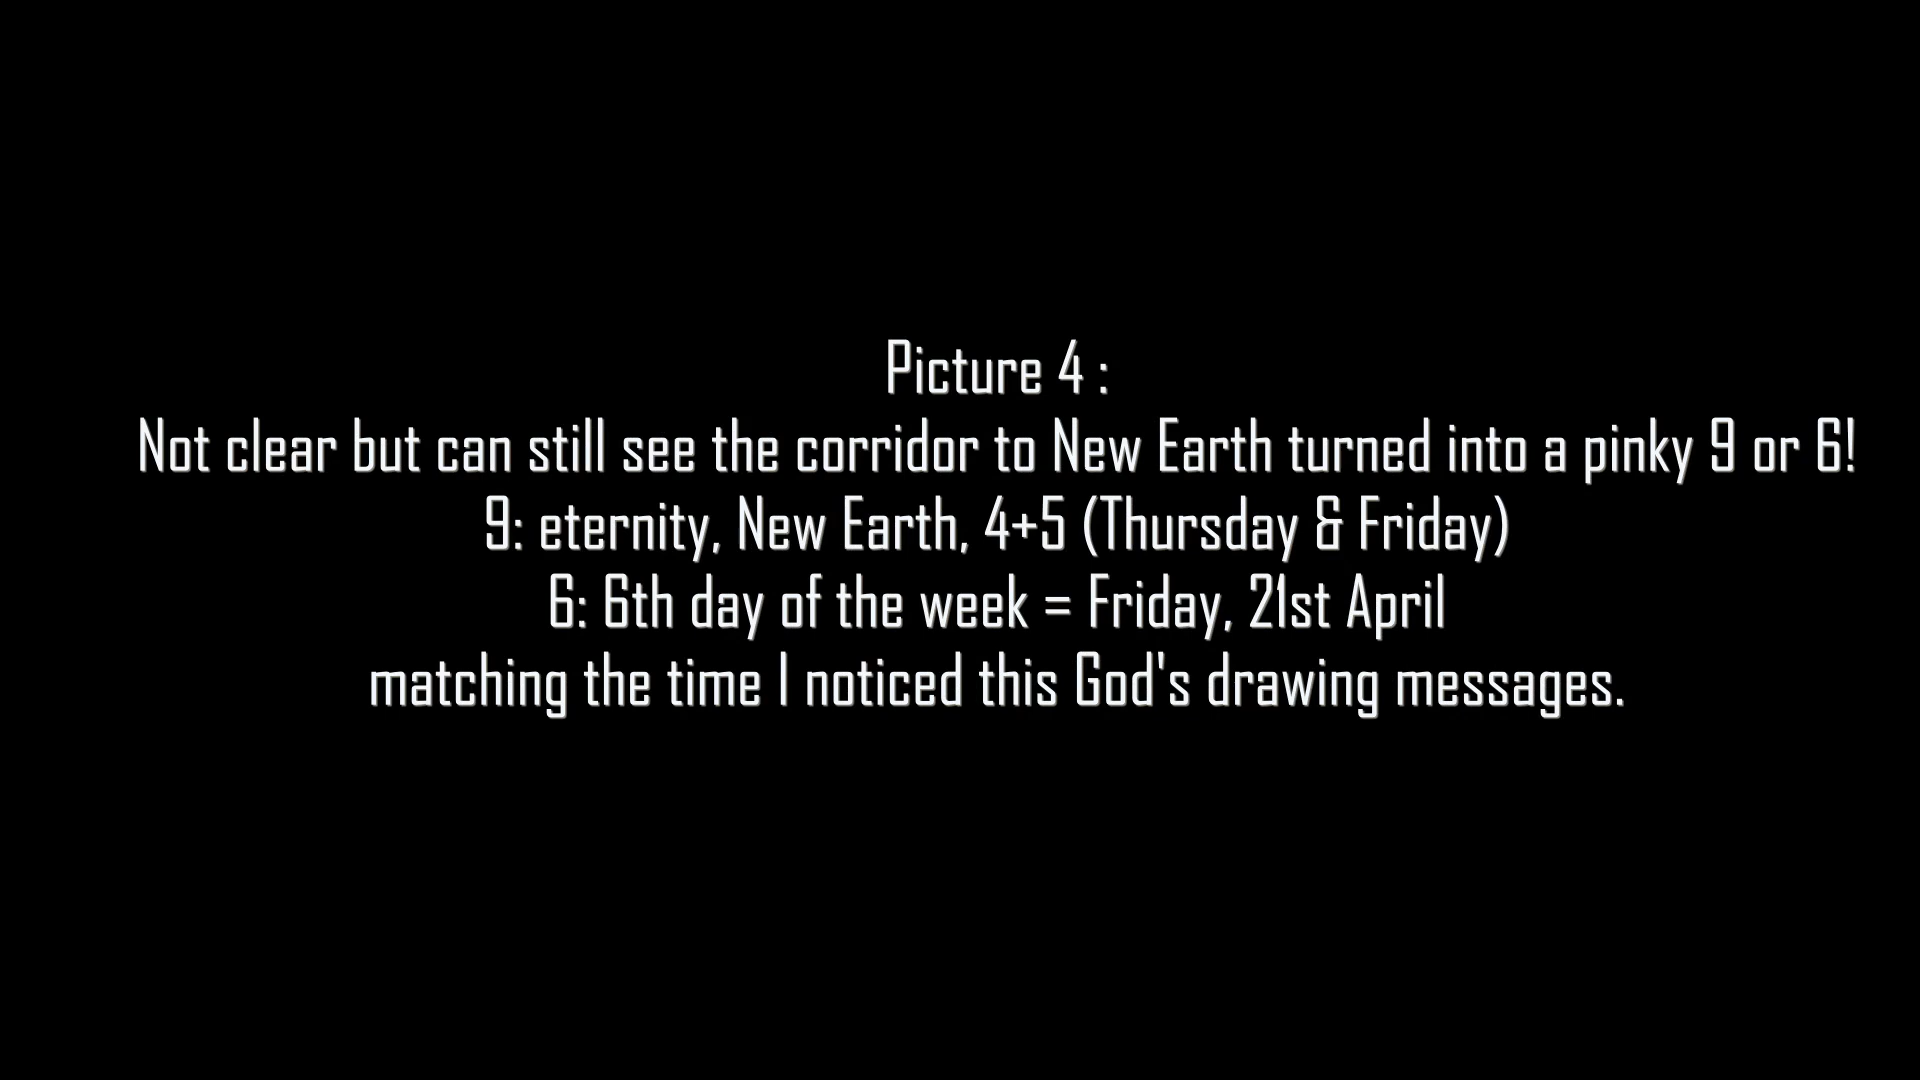 Picture 4 :
Not clear but can still see the corridor to New Earth turned into a pinky 9 or 6!
9: eternity, New Earth, 4+5 (Thursday & Friday)
6: 6th day of the week = Friday, 21st April
matching the time I noticed this God's drawing messages.